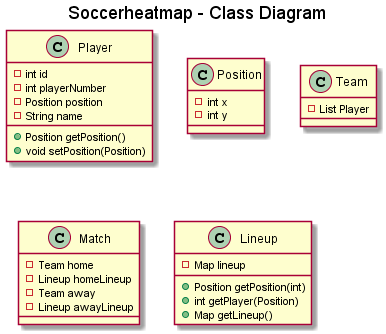 Soccerheatmap - Class Diagram
C Player
int id
int playerNumber
Position position
String name
Position getPosition()
void setPosition(Position)
C Position
int x
int y
C Team
List Player
C Match
Team home
Lineup homeLineup
Team away
Lineup awayLineup
C Lineup
Map lineup
Position getPosition(int)
int getPlayer(Position)
Map getLineup()